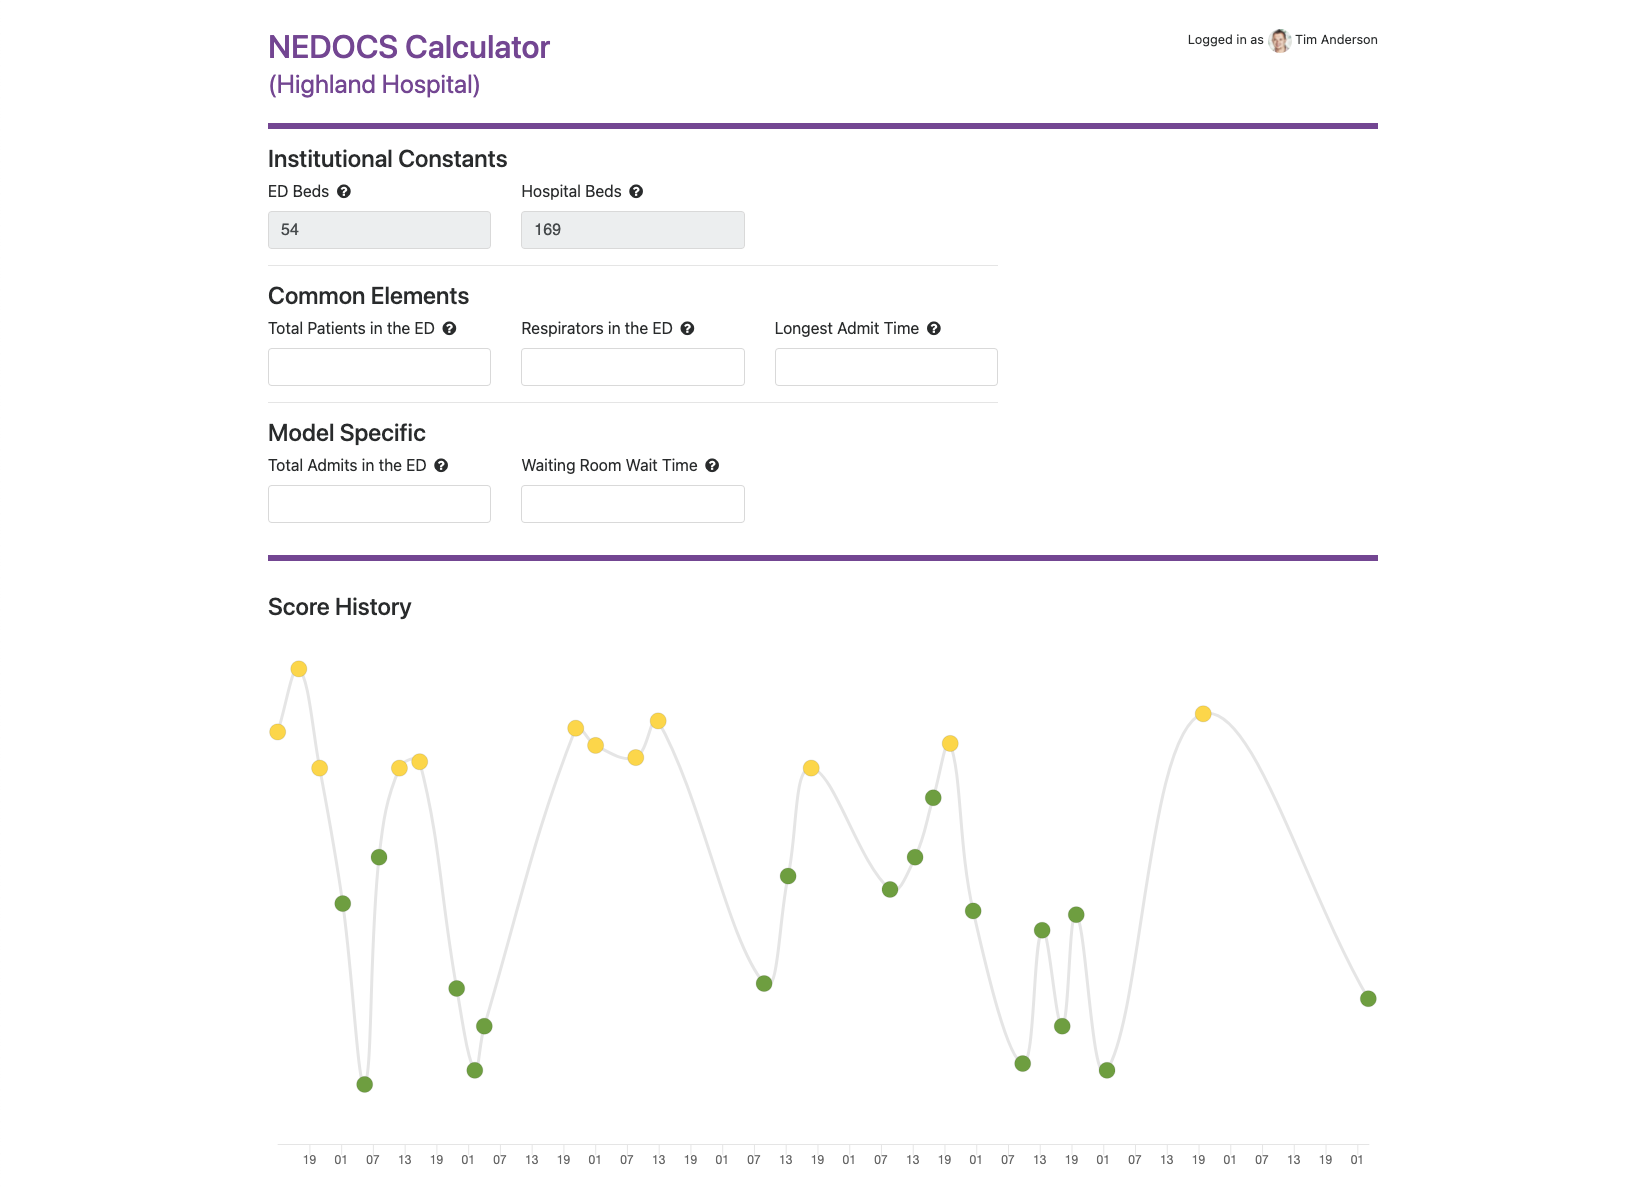 NEDOCS Calculator
(Highland Hospital)
Logged in as Tim Anderson
Institutional Constants
ED Beds ?
Hospital Beds ?
54
169
Common Elements
Total Patients in the ED ?
Respirators in the ED ?
Longest Admit Time ?
Model Specific
Total Admits in the ED ?
Waiting Room Wait Time ?
Score History
19 01 07 13 19 01 07 13 19 01 07 13 19 01 07 13 19 01 07 13 19 01 07 13 19 01 07 13 19 01 07 13 19 01